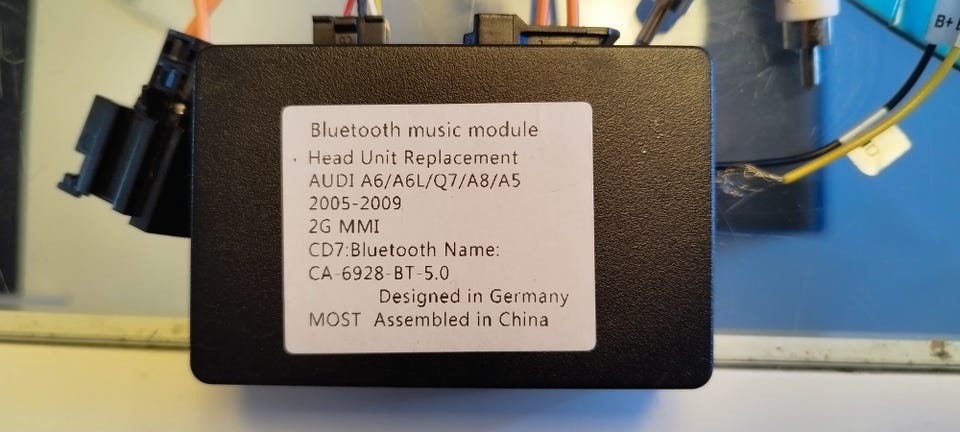 Bluetooth music module
Head Unit Replacement
AUDI A6/A6L/Q7/A8/A5
2005-2009
2G MMI
CD7:Bluetooth Name:
CA-6928-BT-5.0
Designed in Germany
MOST Assembled in China
B+